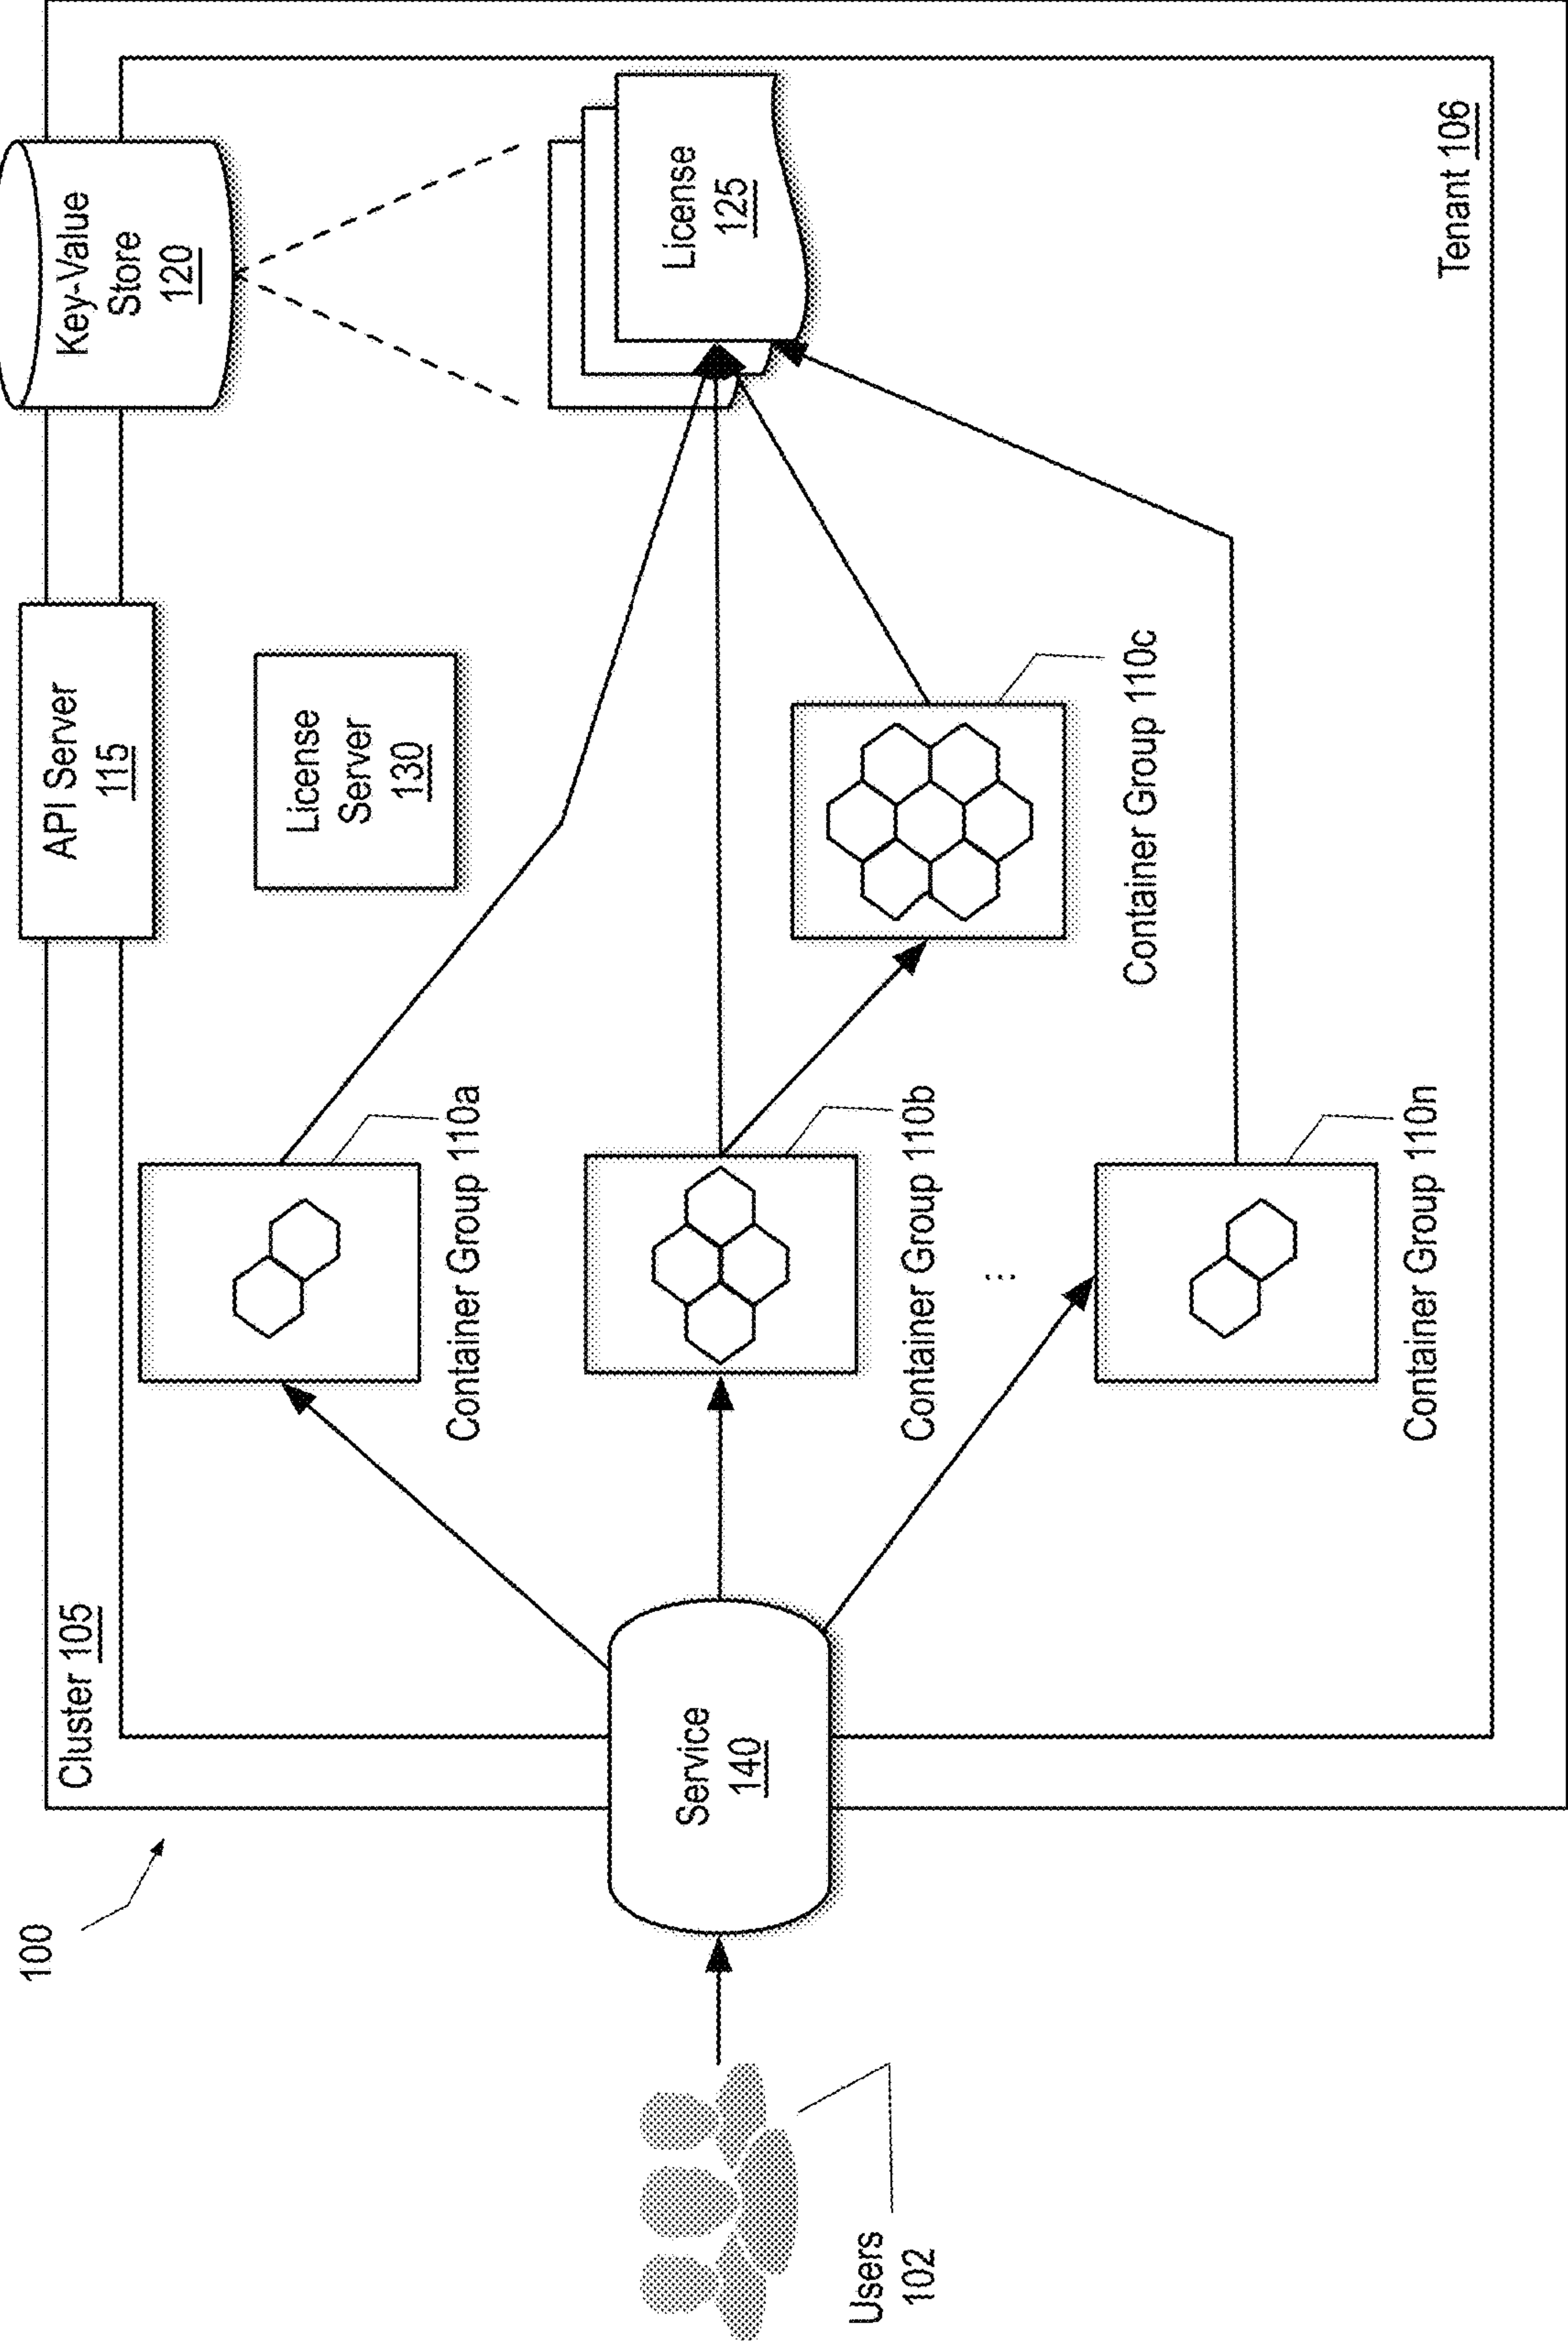 100
Cluster 105
API Server
115
Key-Value
Store
120
License
Server
130
License
125
Container Group 110a
Service
140
Users
102
Container Group 110b
Container Group 110c
...
Container Group 110n
Tenant 106